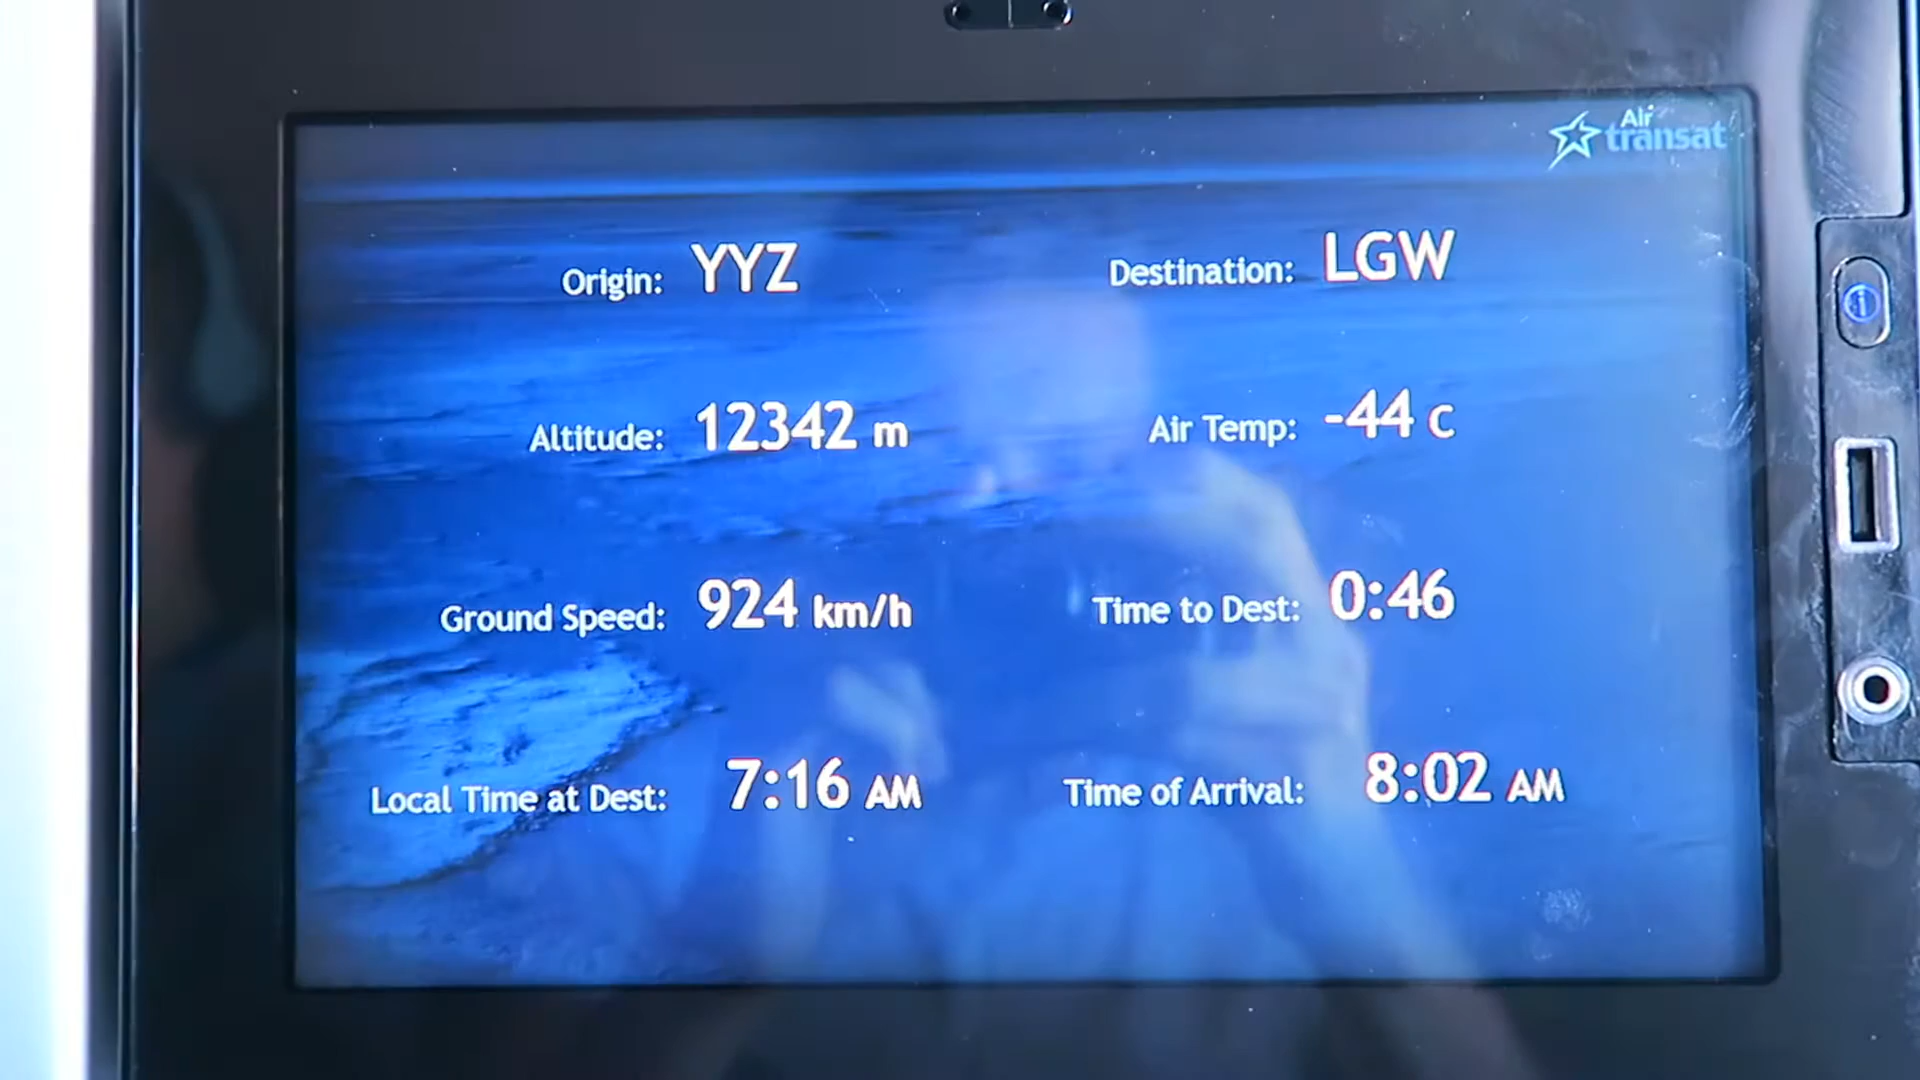 Air
transat
Origin: YYZ
Destination: LGW
Altitude: 12342 m
Air Temp: -44 C
Ground Speed: 924 km/h
Time to Dest: 0:46
Local Time at Dest: 7:16 AM
Time of Arrival: 8:02 AM